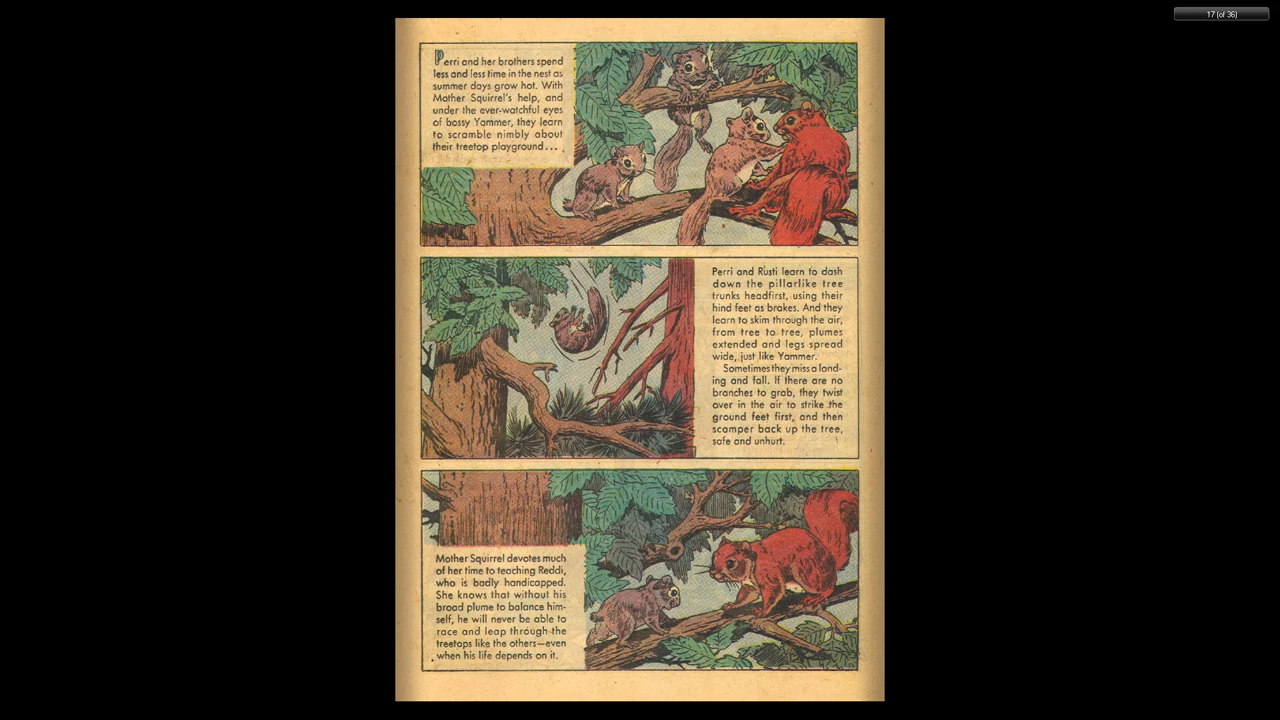 17 (of 36)
Perri and her brothers spend
less and less time in the nest as
summer days grow hot. With
Mother Squirrel's help, and
under the ever-watchful eyes
of bossy Yammer, they learn
to scramble nimbly about
their treetop playground...
Perri and Rusti learn to dash
down the pillarlike tree
trunks headfirst, using their
hind feet as brakes. And they
learn to skim through the air,
from tree to tree, plumes
extended and legs spread
wide, just like Yammer.
Sometimes they miss a land-
ing and fall. If there are no
branches to grab, they twist
over in the air to strike the
ground feet first, and then
scamper back up the tree,
safe and unhurt.
Mother Squirrel devotes much
of her time to teaching Reddi,
who is badly handicapped.
She knows that without his
broad plume to balance him-
self, he will never be able to
race and leap through the
treetops like the others—even
when his life depends on it.